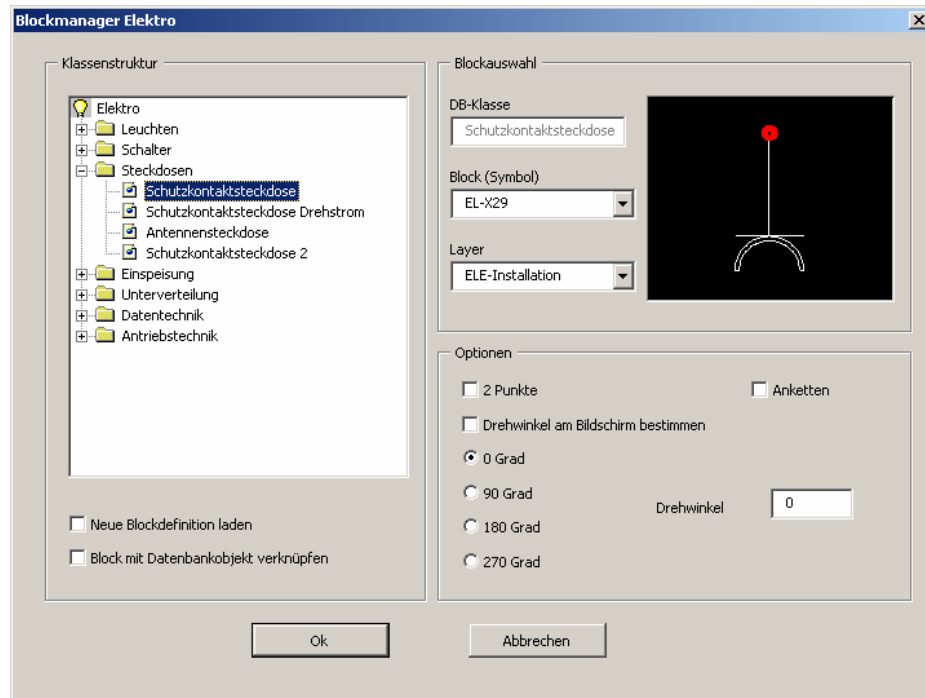 Blockmanager Elektro
Klassenstruktur
Elektro
Leuchten
Schalter
Steckdosen
Schutzkontaktsteckdose
Schutzkontaktsteckdose Drehstrom
Antennensteckdose
Schutzkontaktsteckdose 2
Einspeisung
Unterverteilung
Datentechnik
Antriebstechnik
Neue Blockdefinition laden
Block mit Datenbankobjekt verknüpfen
Blockauswahl
DB-Klasse
Schutzkontaktsteckdose
Block (Symbol)
EL-X29
Layer
ELE-Installation
Optionen
2 Punkte
Anketten
Drehwinkel am Bildschirm bestimmen
0 Grad
90 Grad
180 Grad
270 Grad
Drehwinkel
0
Ok
Abbrechen